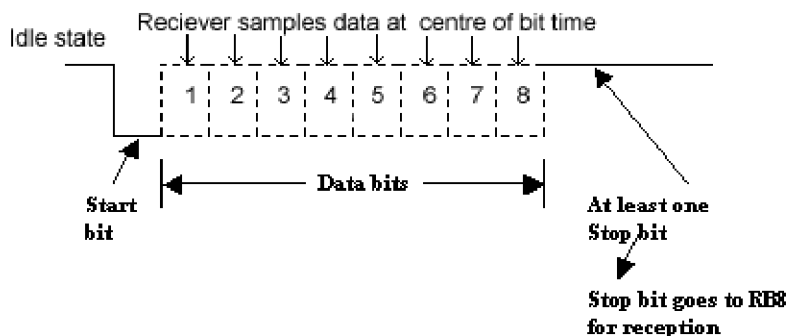 Reciever samples data at centre of bit time
Idle state
1 2 3 4 5 6 7 8
Data bits
Start
bit
At least one
Stop bit
Stop bit goes to RB8
for reception